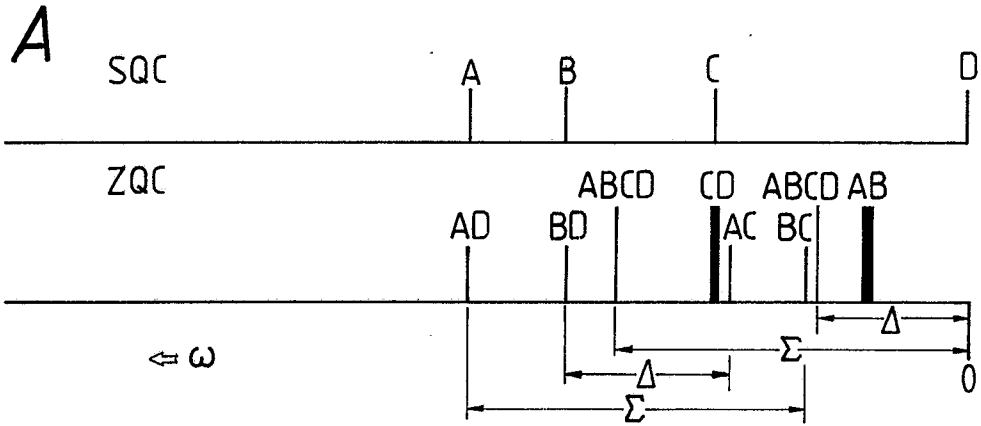 A
SQC A B C D
ZQC ABCD CD ABCD AB
AD BD AC BC
Δ
⇐ ω Σ
Δ 0
Σ